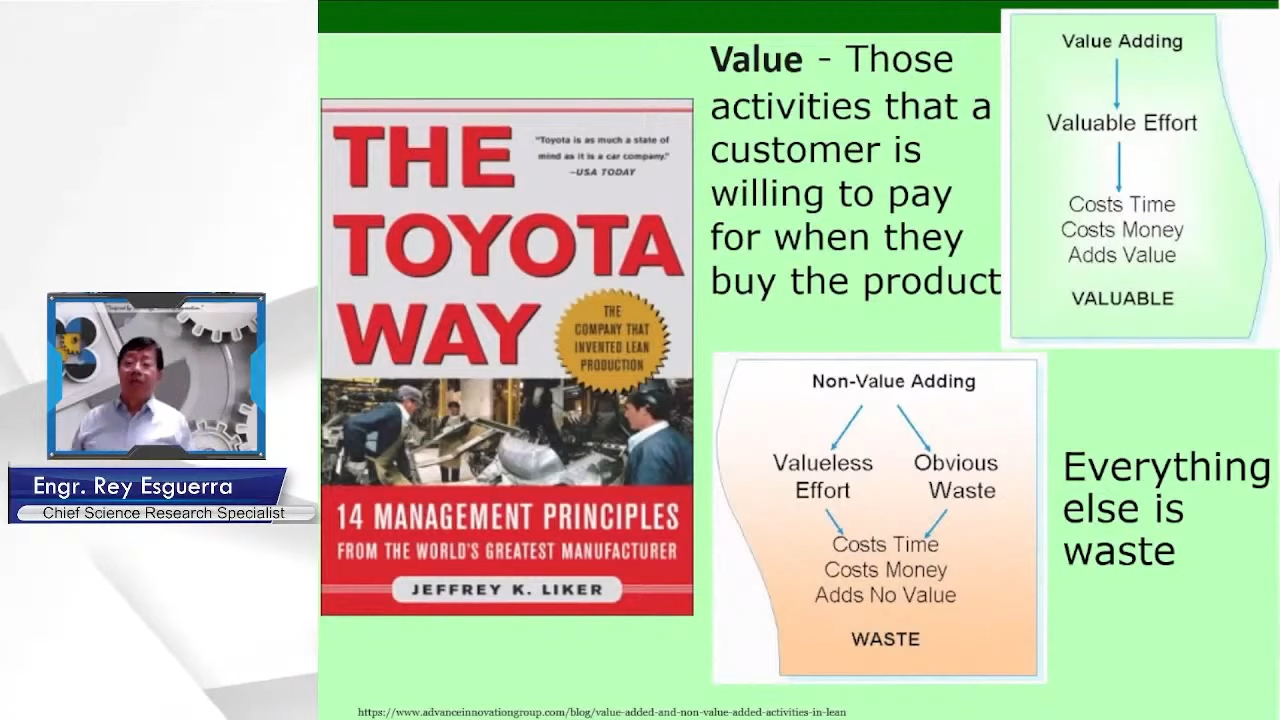 Engr. Rey Esguerra
Chief Science Research Specialist
THE
TOYOTA
WAY
"Toyota is as much a state of
mind as it is a car company."
–USA TODAY
THE
COMPANY THAT
INVENTED LEAN
PRODUCTION
14 MANAGEMENT PRINCIPLES
FROM THE WORLD'S GREATEST MANUFACTURER
JEFFREY K. LIKER
Value - Those
activities that a
customer is
willing to pay
for when they
buy the product
Value Adding
Valuable Effort
Costs Time
Costs Money
Adds Value
VALUABLE
Non-Value Adding
Valueless
Effort
Obvious
Waste
Costs Time
Costs Money
Adds No Value
WASTE
Everything
else is
waste
https://www.advanceinnovationgroup.com/blog/value-added-and-non-value-added-activities-in-lean